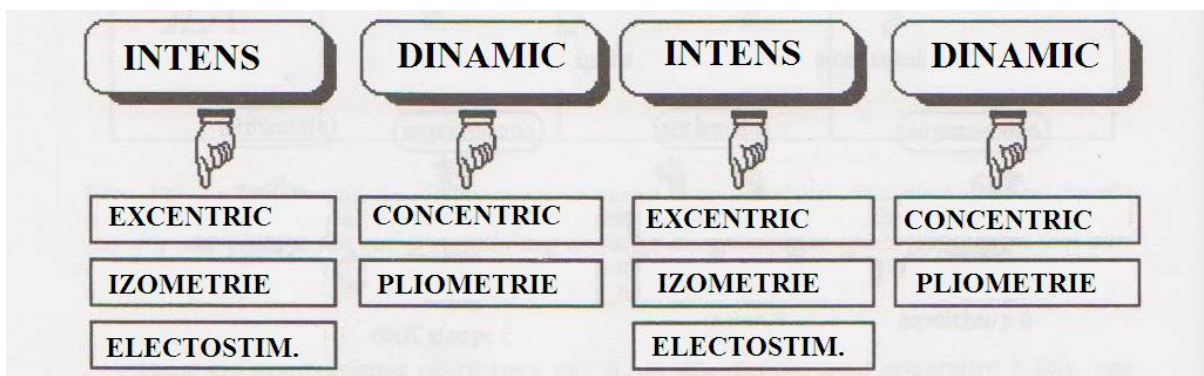 INTENS
DINAMIC
INTENS
DINAMIC
EXCENTRIC
CONCENTRIC
EXCENTRIC
CONCENTRIC
IZOMETRIE
PLIOMETRIE
IZOMETRIE
PLIOMETRIE
ELECTOSTIM.
ELECTOSTIM.